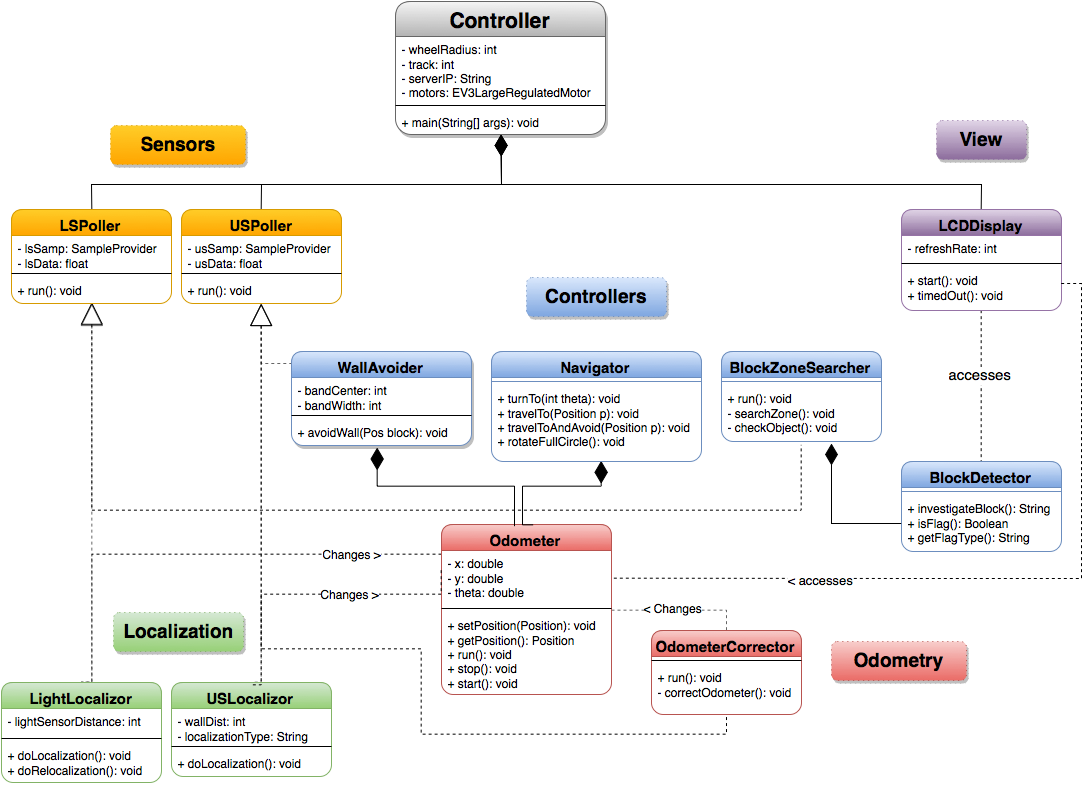 Controller
- wheelRadius: int
- track: int
- serverIP: String
- motors: EV3LargeRegulatedMotor
+ main(String[] args): void
Sensors
View
LSPoller
- lsSamp: SampleProvider
- lsData: float
+ run(): void
USPoller
- usSamp: SampleProvider
- usData: float
+ run(): void
LCDDisplay
- refreshRate: int
+ start(): void
+ timedOut(): void
Controllers
WallAvoider
- bandCenter: int
- bandWidth: int
+ avoidWall(Pos block): void
Navigator
+ turnTo(int theta): void
+ travelTo(Position p): void
+ travelToAndAvoid(Position p): void
+ rotateFullCircle(): void
BlockZoneSearcher
+ run(): void
- searchZone(): void
- checkObject(): void
accesses
BlockDetector
+ investigateBlock(): String
+ isFlag(): Boolean
+ getFlagType(): String
Odometer
- x: double
- y: double
- theta: double
+ setPosition(Position): void
+ getPosition(): Position
+ run(): void
+ stop(): void
+ start(): void
Changes >
Changes >
< accesses
< Changes
Localization
OdometerCorrector
+ run(): void
- correctOdometer(): void
Odometry
LightLocalizor
- lightSensorDistance: int
+ doLocalization(): void
+ doRelocalization(): void
USLocalizor
- wallDist: int
- localizationType: String
+ doLocalization(): void